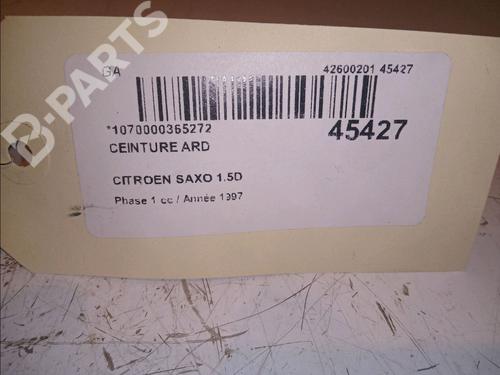 B-PARTS
GA 42600201 45427
*1070000365272 45427
CEINTURE ARD
CITROEN SAXO 1.5D
Phase 1 cc / Année 1997